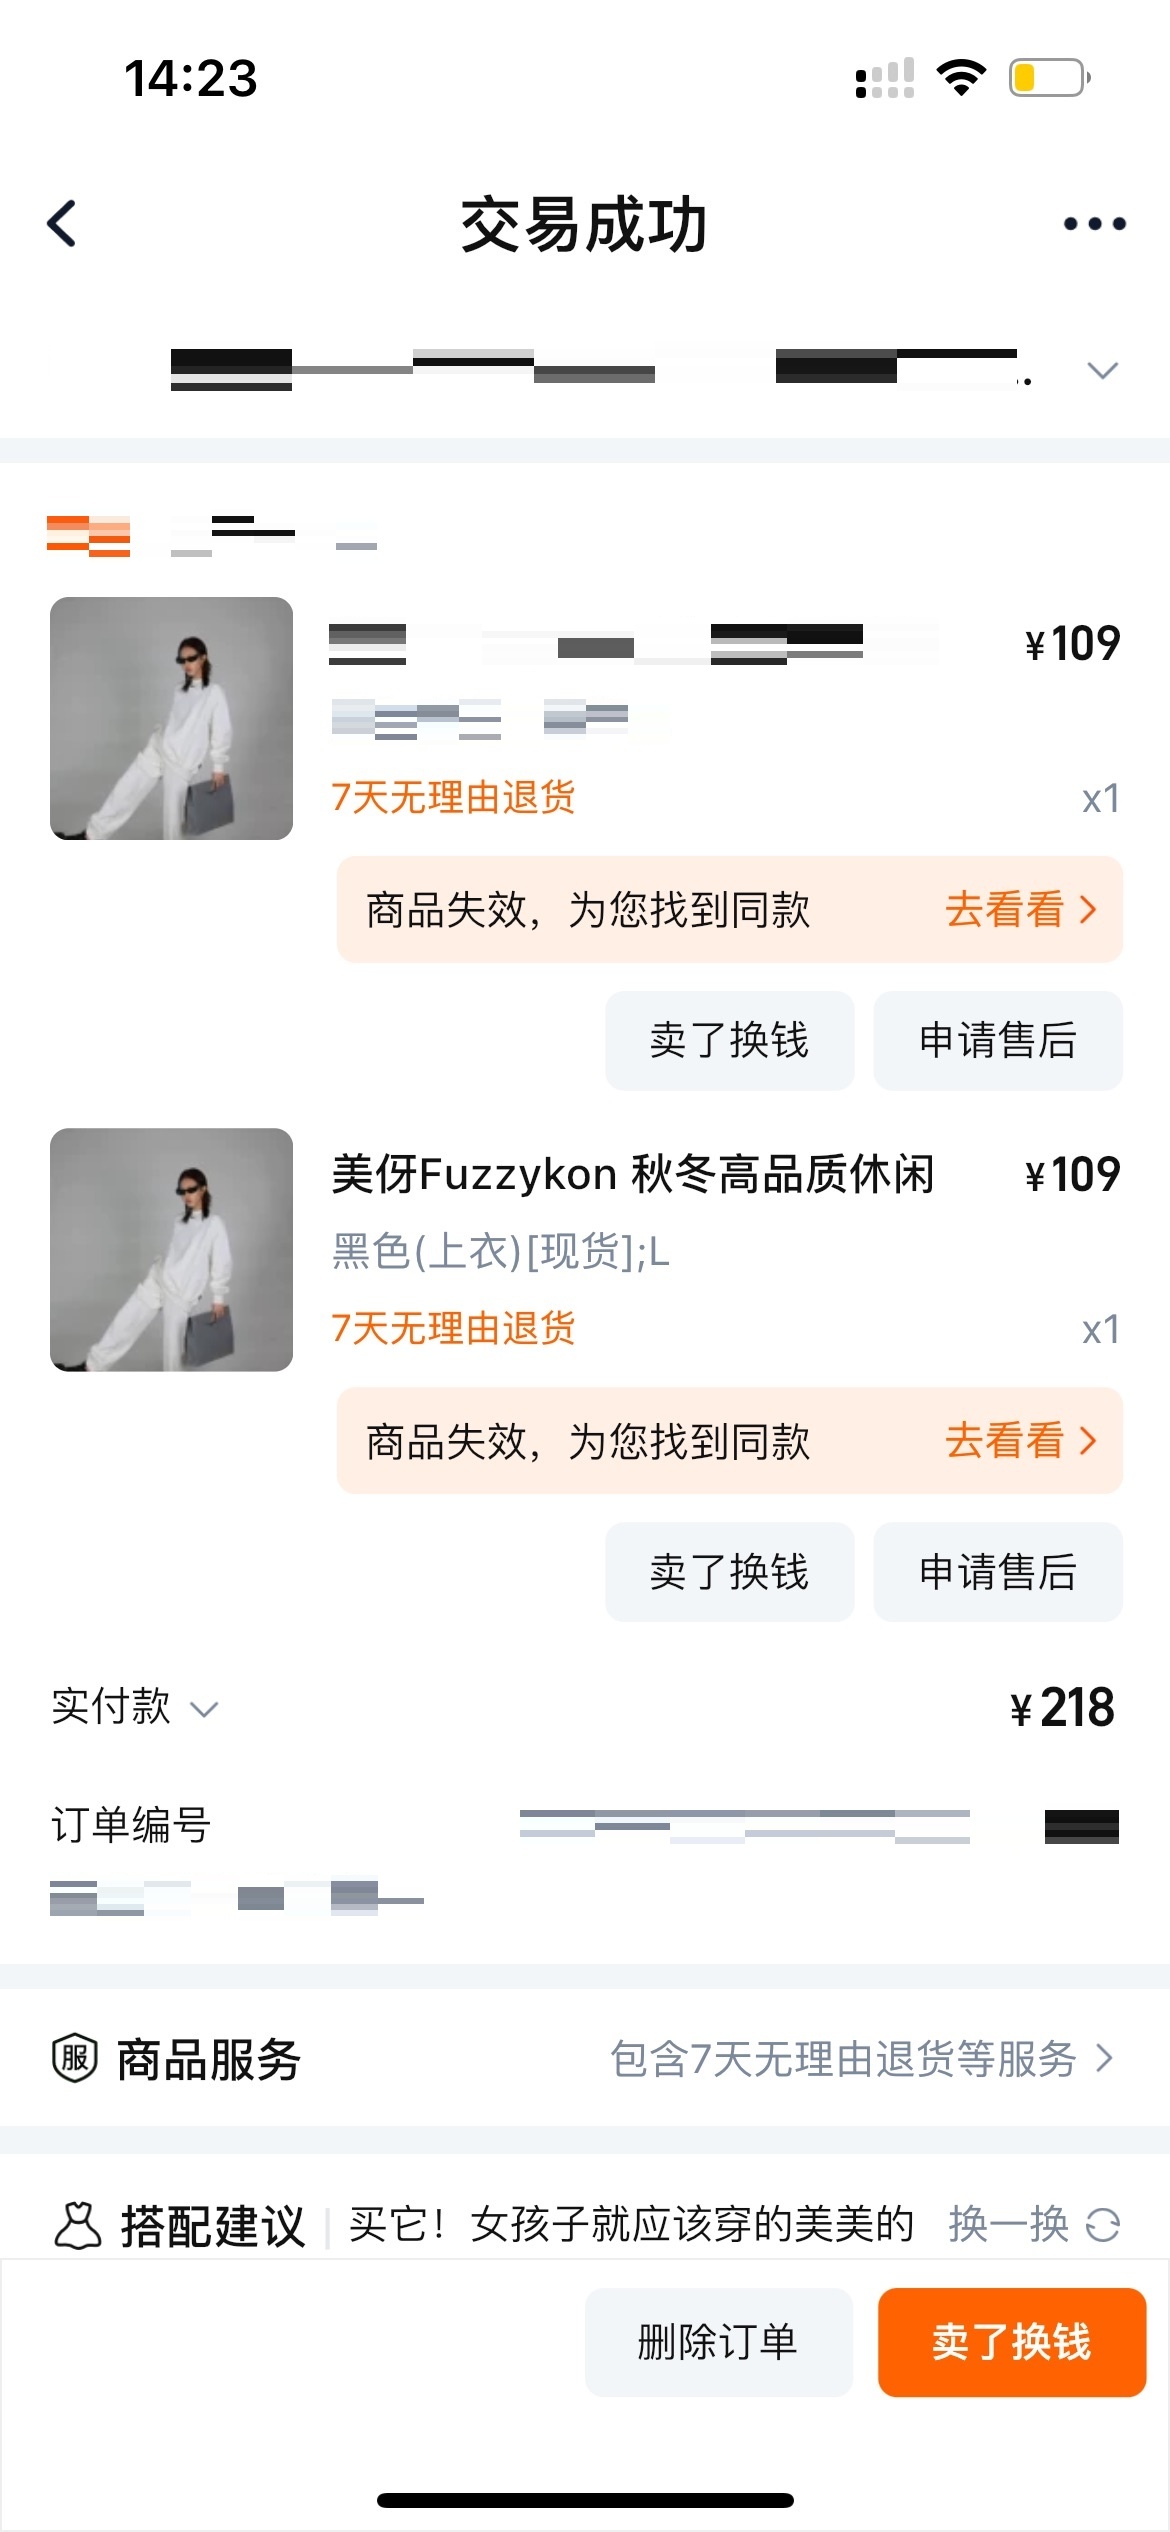 14:23
交易成功
¥109
7天无理由退货
x1
商品失效，为您找到同款 去看看
卖了换钱 申请售后
美伢Fuzzykon 秋冬高品质休闲 ¥109
黑色(上衣)[现货];L
7天无理由退货 x1
商品失效，为您找到同款 去看看
卖了换钱 申请售后
实付款 ¥218
订单编号
服 商品服务 包含7天无理由退货等服务
搭配建议 买它！女孩子就应该穿的美美的 换一换
删除订单 卖了换钱